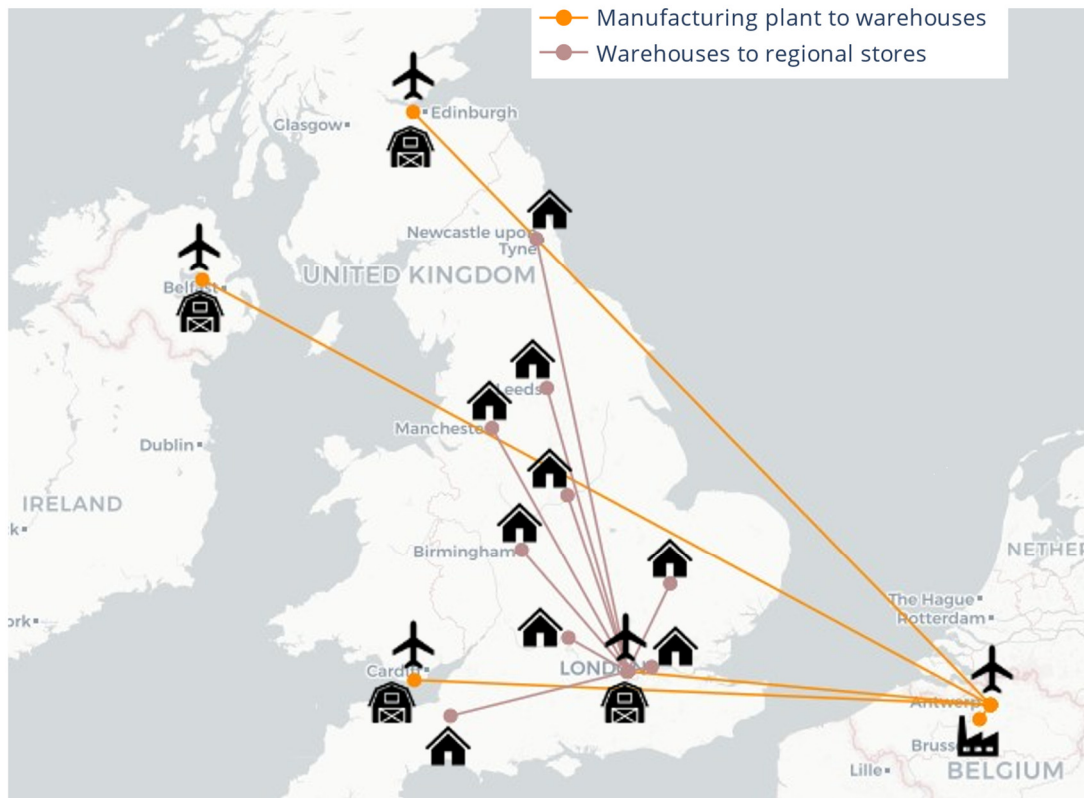 Manufacturing plant to warehouses
Warehouses to regional stores
Edinburgh
Glasgow
Newcastle upo
Tyne
UNITED KINGDOM
Belfast
Leeds
Manchester
Dublin
IRELAND
k
Birmingham
NETHER
The Hague
Rotterdam
ork
LONDON
Cardiff
Antwerp
Bruss
BELGIUM
Lille